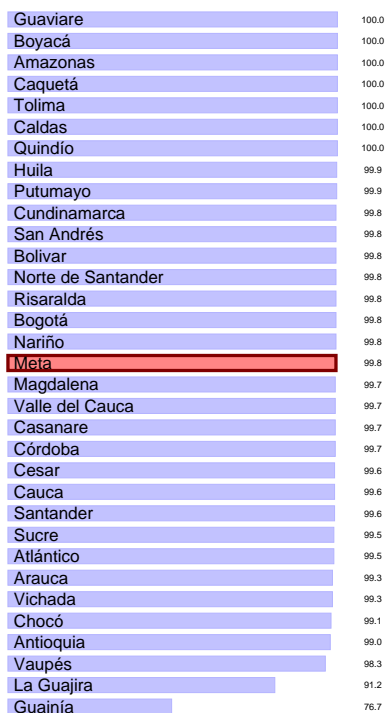 Guaviare 100.0
Boyacá 100.0
Amazonas 100.0
Caquetá 100.0
Tolima 100.0
Caldas 100.0
Quindío 100.0
Huila 99.9
Putumayo 99.9
Cundinamarca 99.8
San Andrés 99.8
Bolivar 99.8
Norte de Santander 99.8
Risaralda 99.8
Bogotá 99.8
Nariño 99.8
Meta 99.8
Magdalena 99.7
Valle del Cauca 99.7
Casanare 99.7
Córdoba 99.7
Cesar 99.6
Cauca 99.6
Santander 99.6
Sucre 99.5
Atlántico 99.5
Arauca 99.3
Vichada 99.3
Chocó 99.1
Antioquia 99.0
Vaupés 98.3
La Guajira 91.2
Guainía 76.7